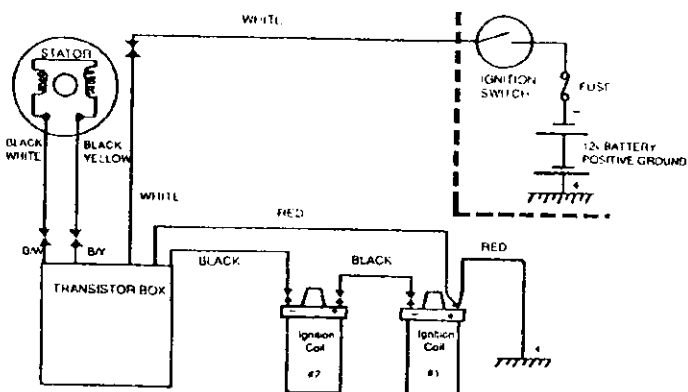 WHITE
STATOR
IGNITION
SWITCH
FUSE
-
12v BATTERY
POSITIVE GROUND
+
BLACK
WHITE
BLACK
YELLOW
WHITE
RED
B/W
B/Y
BLACK
BLACK
RED
TRANSISTOR BOX
- +
- +
Ignition
Coil
#2
Ignition
Coil
#1
+